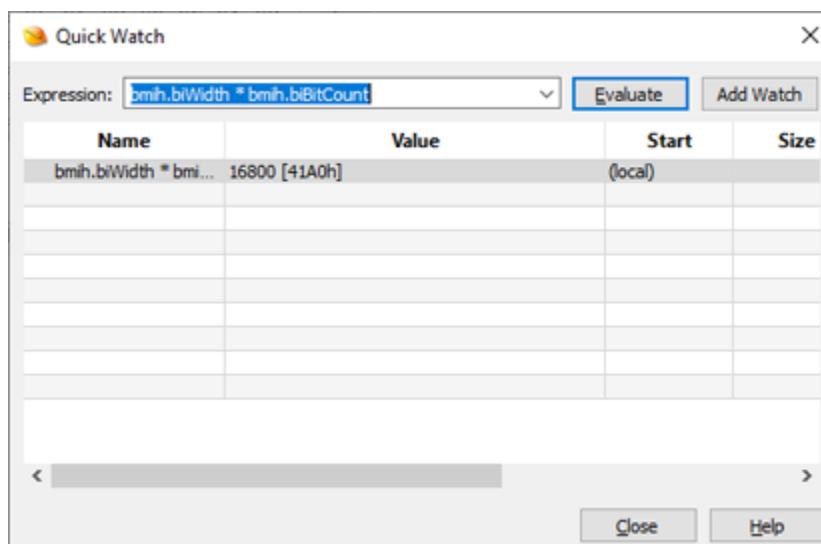 Quick Watch
Expression: bmih.biWidth * bmih.biBitCount Evaluate Add Watch
Name Value Start Size
bmih.biWidth * bmi... 16800 [41A0h] (local)
Close Help